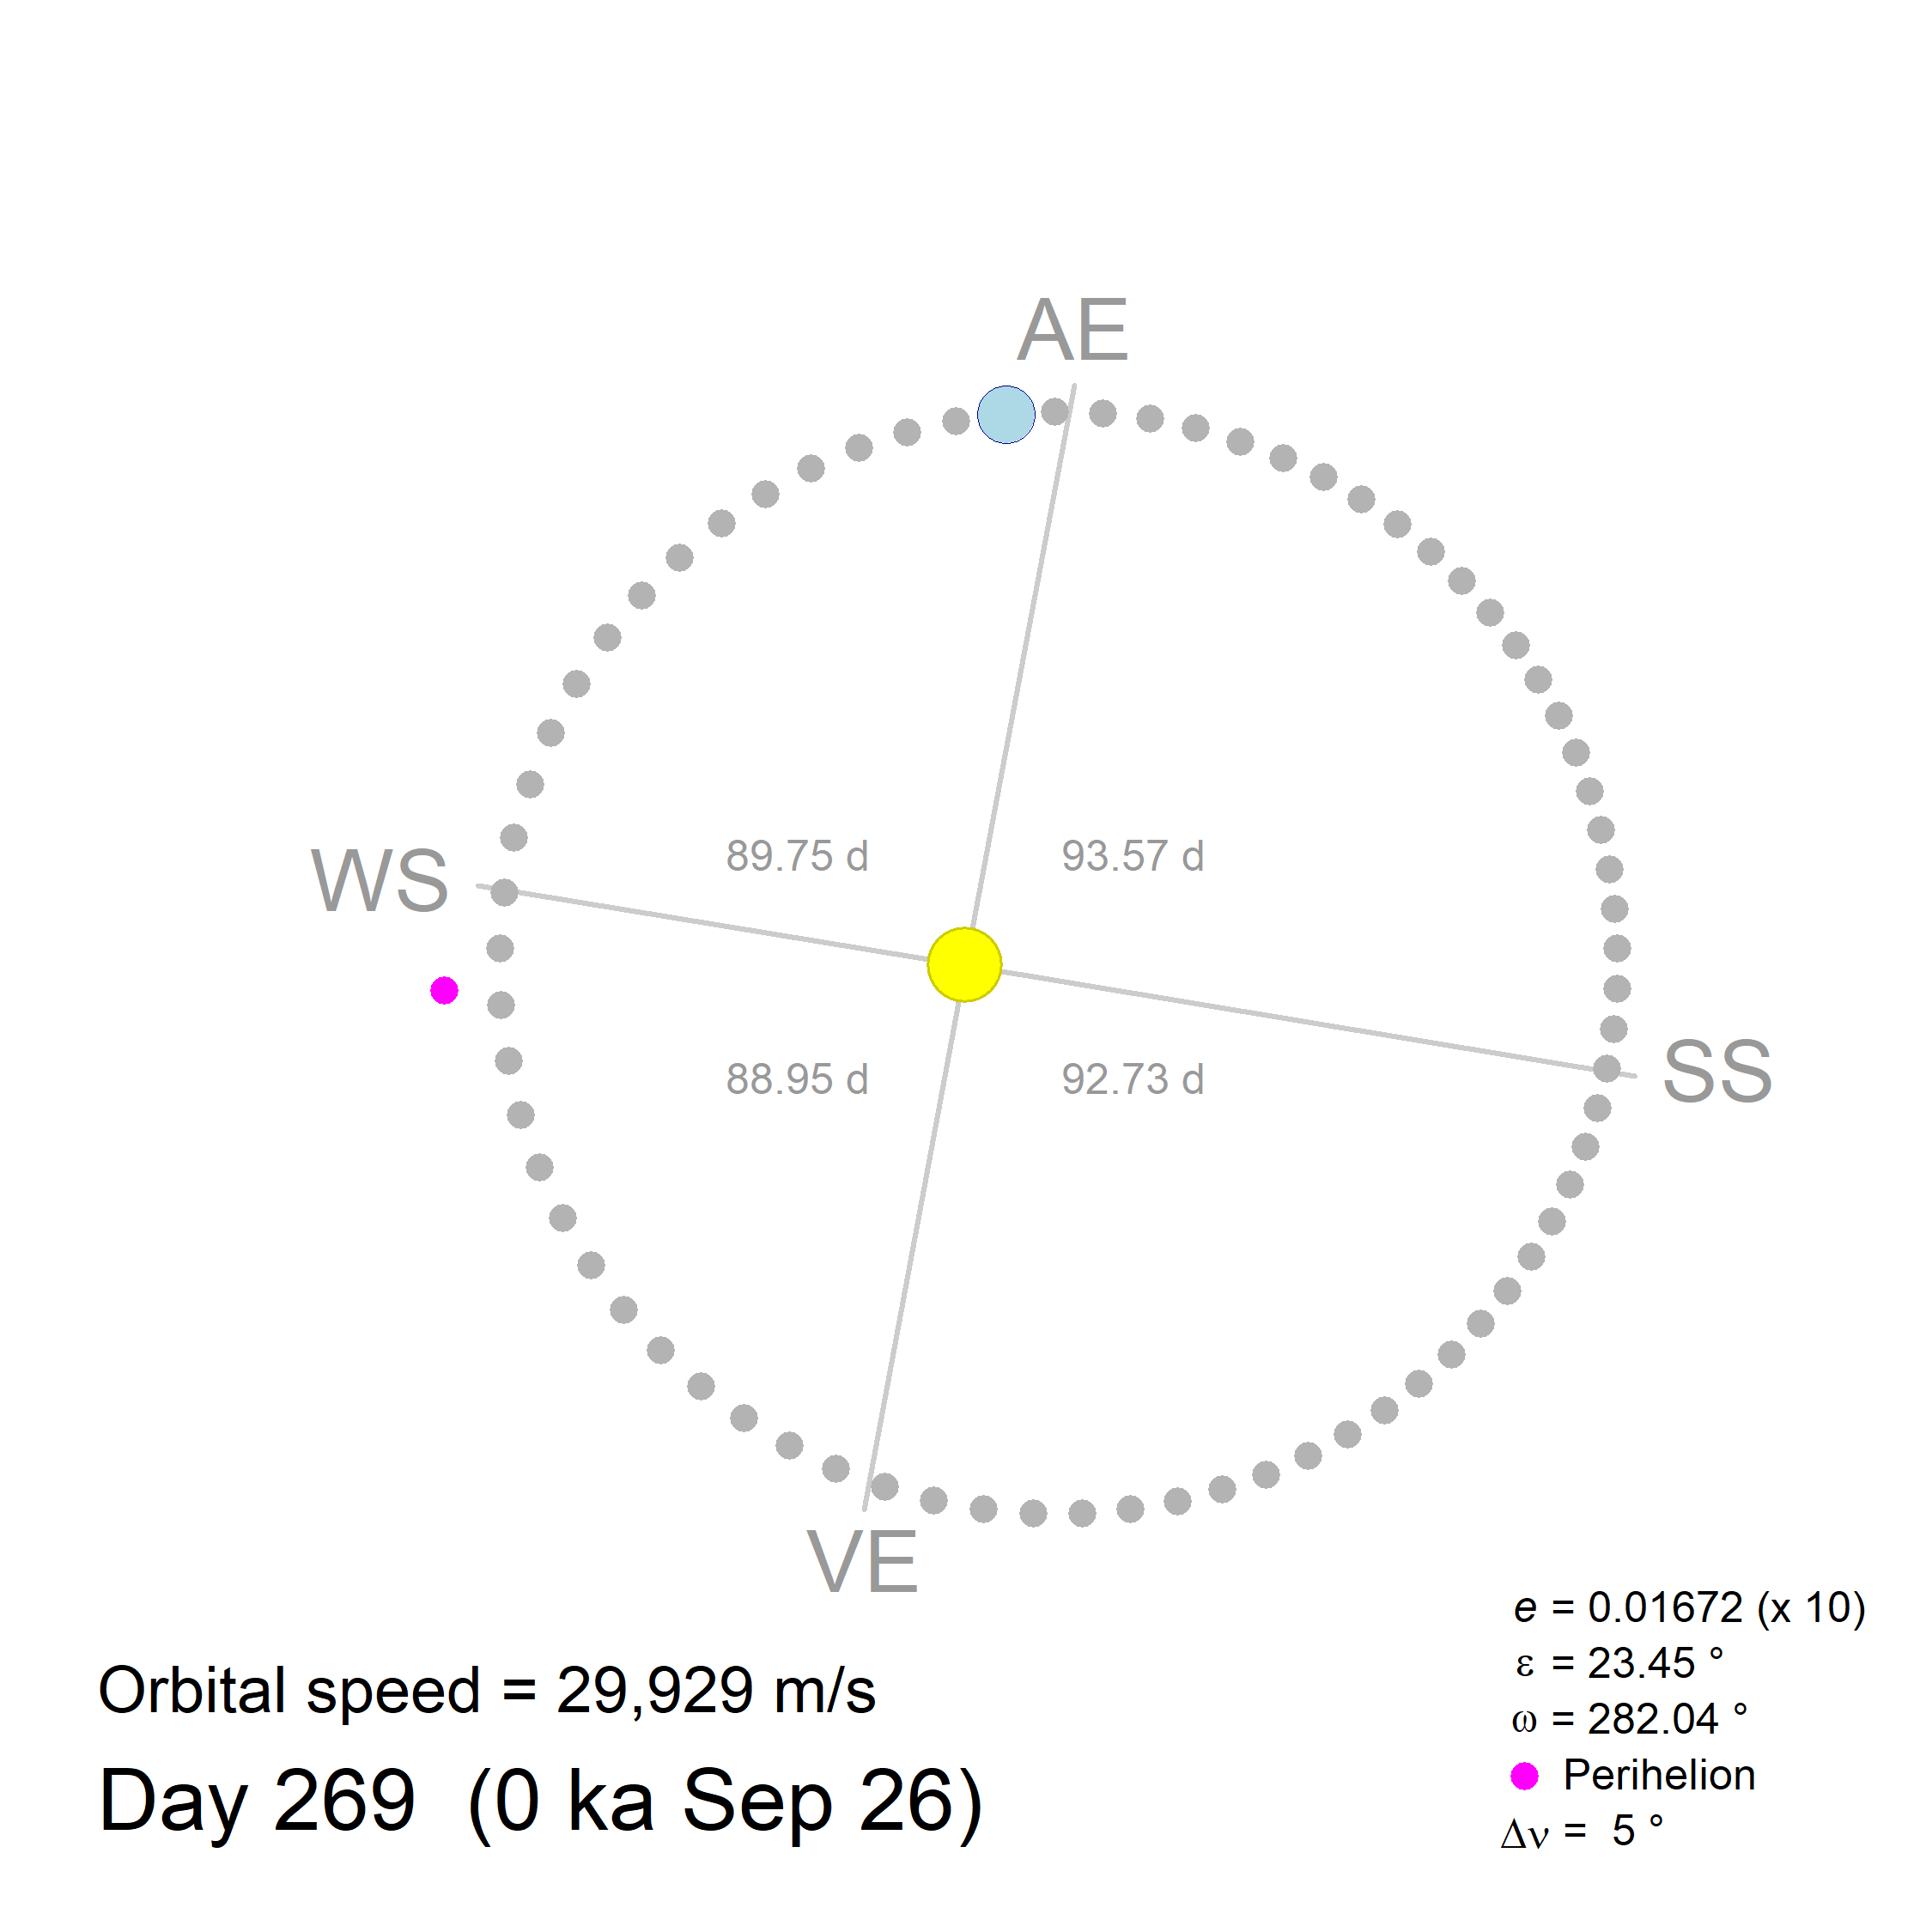 AE
89.75 d
93.57 d
WS
SS
88.95 d
92.73 d
VE
e = 0.01672 (x 10)
ε = 23.45 °
ω = 282.04 °
Perihelion
Δν = 5 °
Orbital speed = 29,929 m/s
Day 269 (0 ka Sep 26)